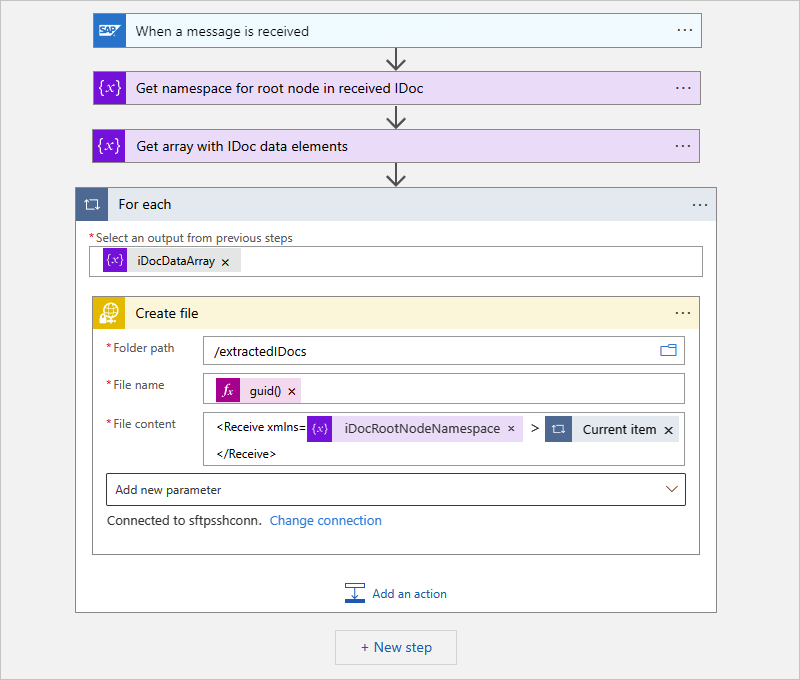 SAP When a message is received ...
{x} Get namespace for root node in received IDoc ...
{x} Get array with IDoc data elements ...
For each ...
*Select an output from previous steps
{x} iDocDataArray ×
Create file ...
*Folder path /extractedIDocs
*File name fx guid() ×
*File content <Receive xmlns= {x} iDocRootNodeNamespace × > Current item ×
</Receive>
Add new parameter
Connected to sftpsshconn. Change connection
Add an action
+ New step